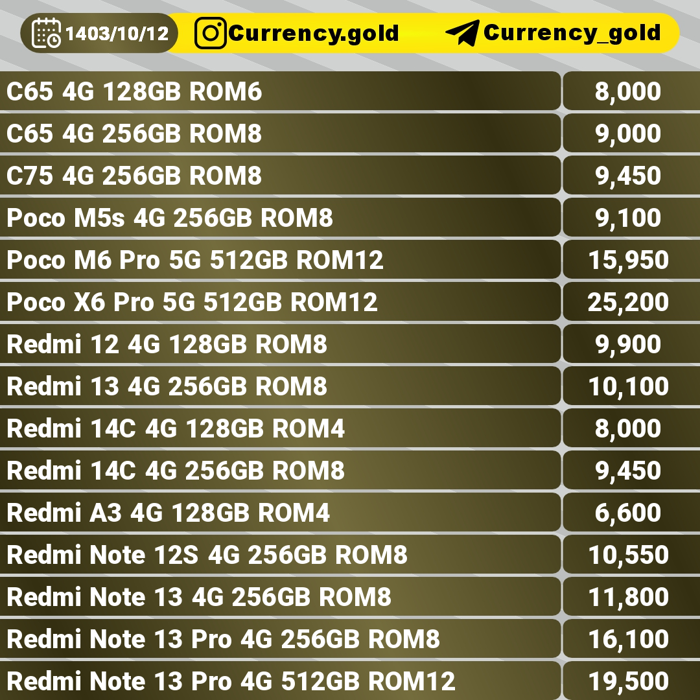 1403/10/12 Currency.gold Currency_gold
C65 4G 128GB ROM6 8,000
C65 4G 256GB ROM8 9,000
C75 4G 256GB ROM8 9,450
Poco M5s 4G 256GB ROM8 9,100
Poco M6 Pro 5G 512GB ROM12 15,950
Poco X6 Pro 5G 512GB ROM12 25,200
Redmi 12 4G 128GB ROM8 9,900
Redmi 13 4G 256GB ROM8 10,100
Redmi 14C 4G 128GB ROM4 8,000
Redmi 14C 4G 256GB ROM8 9,450
Redmi A3 4G 128GB ROM4 6,600
Redmi Note 12S 4G 256GB ROM8 10,550
Redmi Note 13 4G 256GB ROM8 11,800
Redmi Note 13 Pro 4G 256GB ROM8 16,100
Redmi Note 13 Pro 4G 512GB ROM12 19,500